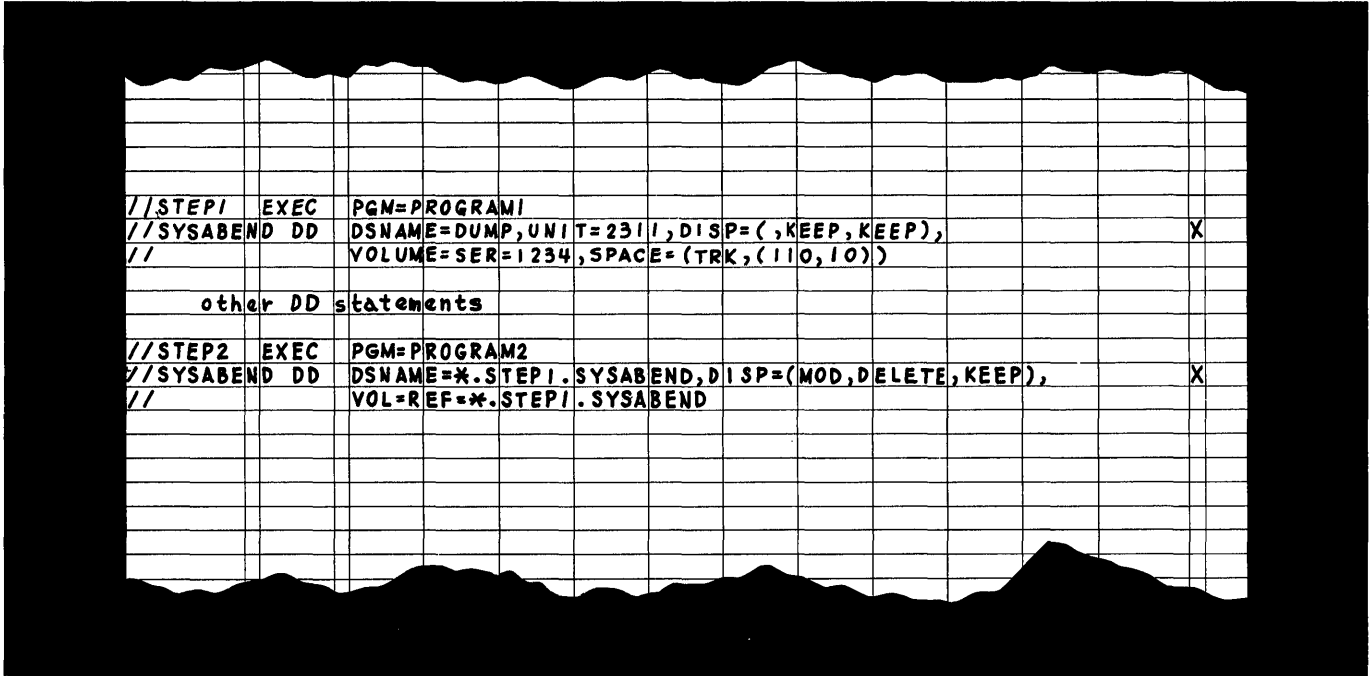 //STEP1 EXEC PGM=PROGRAM1
//SYSABEND DD DSNAME=DUMP,UNIT=2311,DISP=(,KEEP,KEEP), X
// VOLUME=SER=1234,SPACE=(TRK,(110,10))
other DD statements
//STEP2 EXEC PGM=PROGRAM2
//SYSABEND DD DSNAME=*.STEP1.SYSABEND,DISP=(MOD,DELETE,KEEP), X
// VOL=REF=*.STEP1.SYSABEND